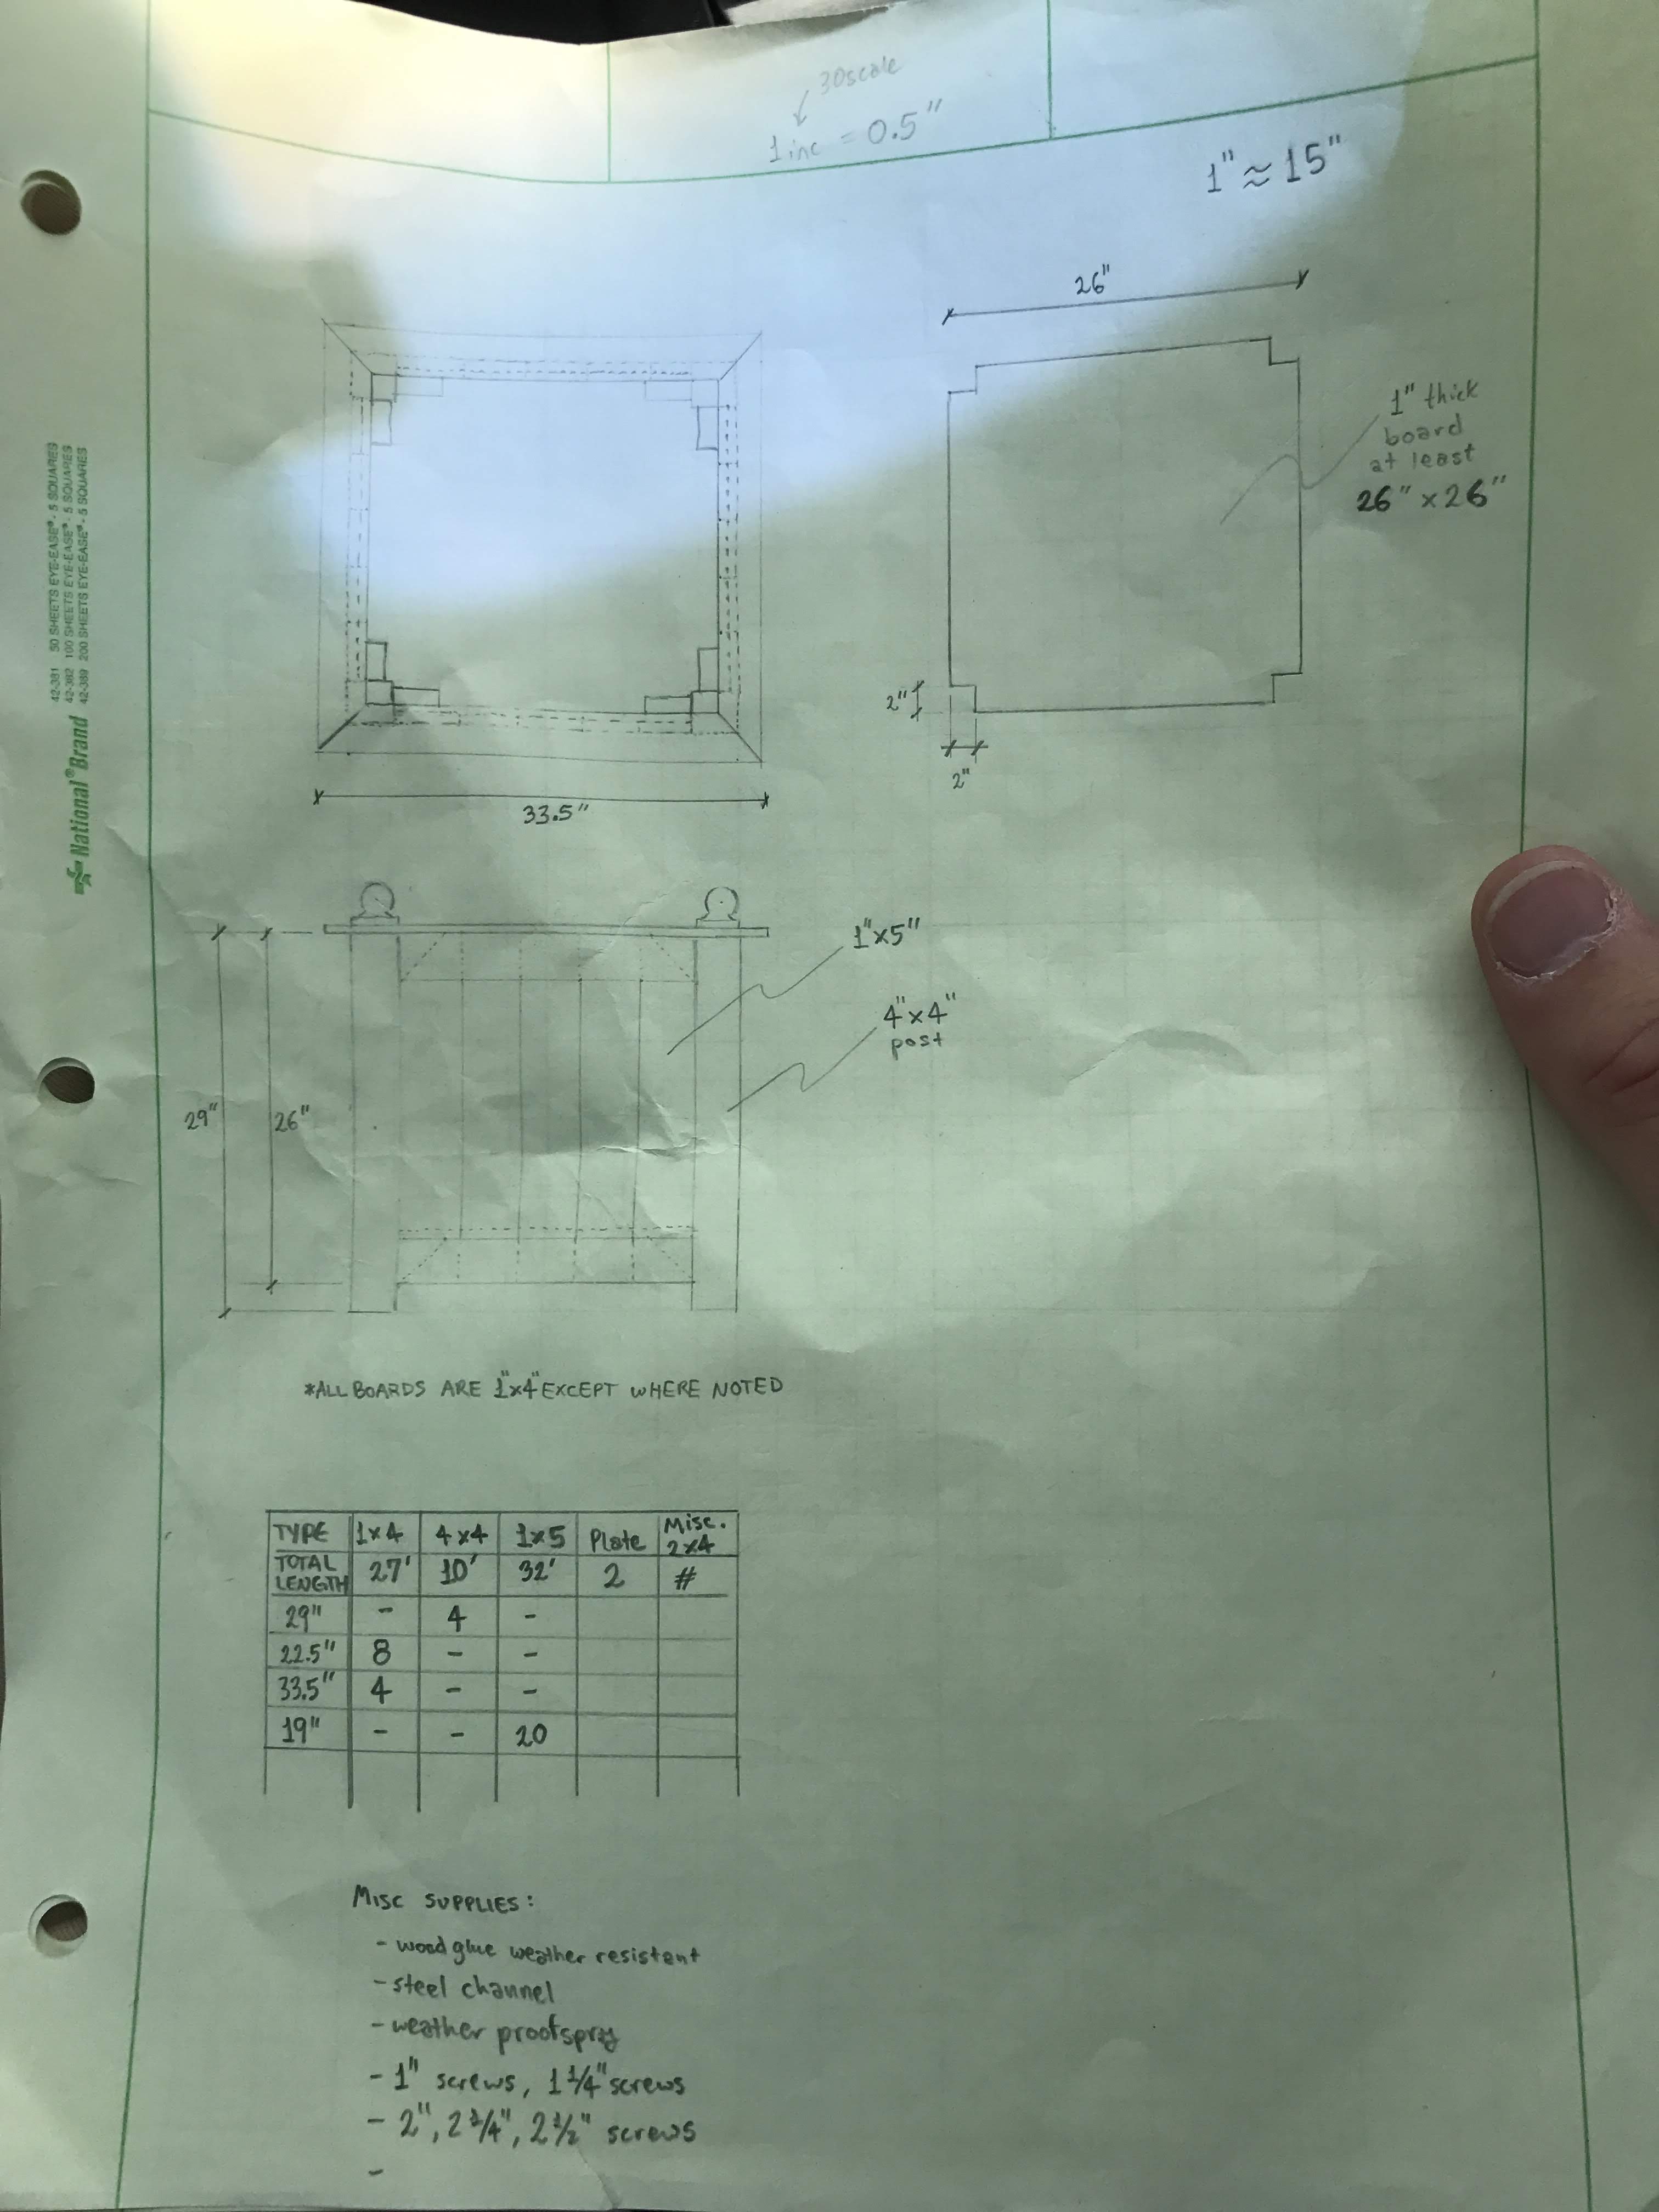 30scale
1 inc = 0.5"
1" ≈ 15"
26"
1" thick
board
at least
26" x 26"
2"
2"
33.5"
1"x5"
4"x4"
post
29"
26"
*ALL BOARDS ARE 1"x4" EXCEPT WHERE NOTED
TYPE 1x4 4x4 1x5 Plate Misc. 2x4
TOTAL LENGTH 27' 10' 32' 2 #
29" - 4 -
22.5" 8 - -
33.5" 4 - -
19" - - 20
MISC SUPPLIES:
- wood glue weather resistant
- steel channel
- weather proof spray
- 1" screws, 1 1/4" screws
- 2", 2 1/4", 2 1/2" screws
-
42-381 50 SHEETS EYE-EASE® - 5 SQUARES
42-382 100 SHEETS EYE-EASE® - 5 SQUARES
42-389 200 SHEETS EYE-EASE® - 5 SQUARES
National® Brand